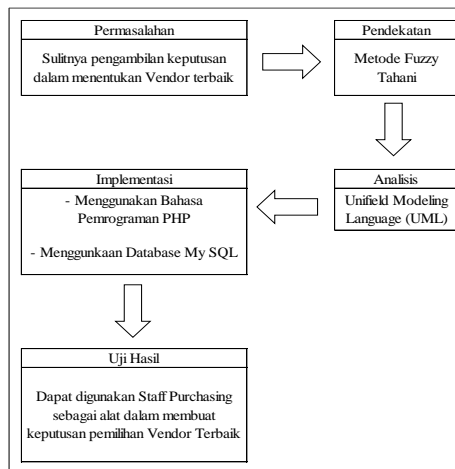 Permasalahan
Sulitnya pengambilan keputusan
dalam menentukan Vendor terbaik
Pendekatan
Metode Fuzzy
Tahani
Analisis
Unifield Modeling
Language (UML)
Implementasi
- Menggunakan Bahasa
Pemrograman PHP
- Menggunkaan Database My SQL
Uji Hasil
Dapat digunakan Staff Purchasing
sebagai alat dalam membuat
keputusan pemilihan Vendor Terbaik